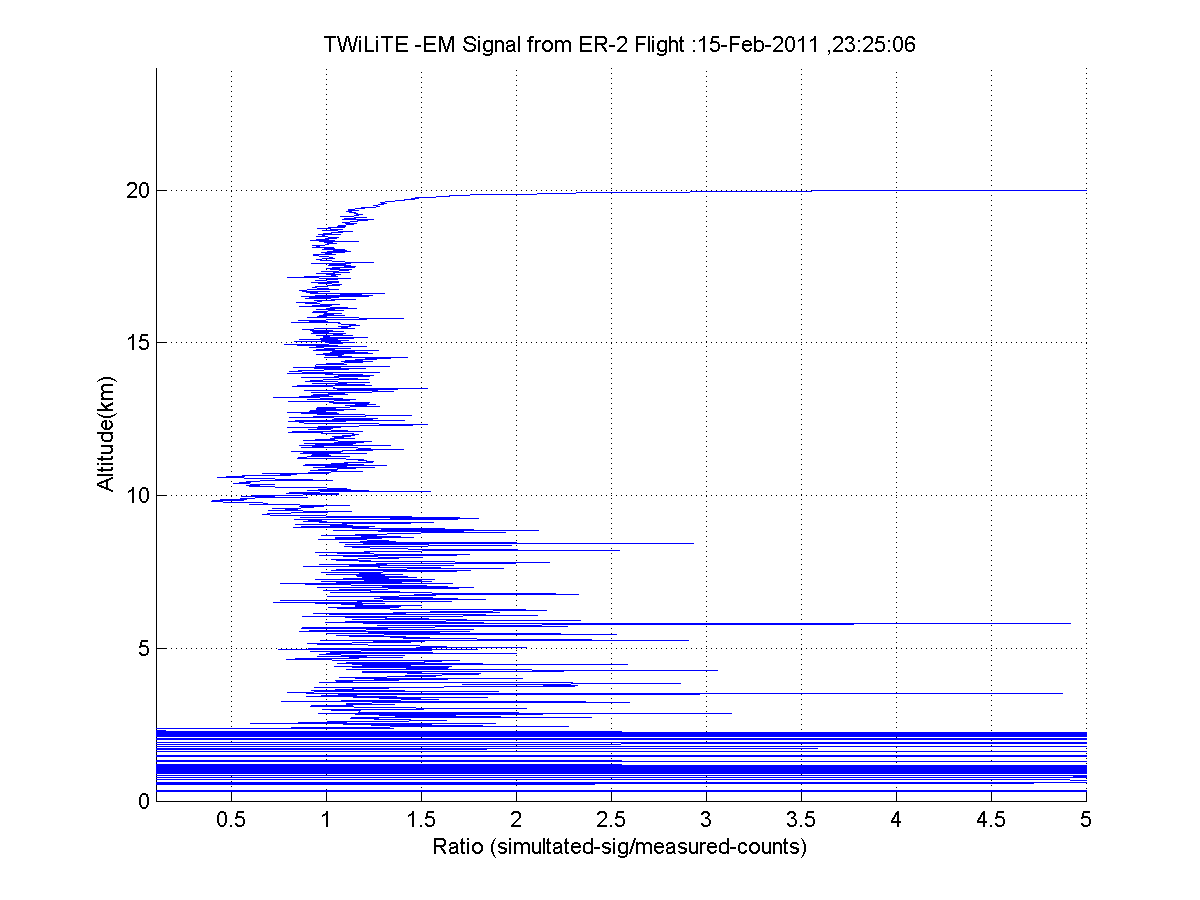 TWiLiTE -EM Signal from ER-2 Flight :15-Feb-2011 ,23:25:06
20
15
10
5
0
Altitude(km)
0.5 1 1.5 2 2.5 3 3.5 4 4.5 5
Ratio (simultated-sig/measured-counts)